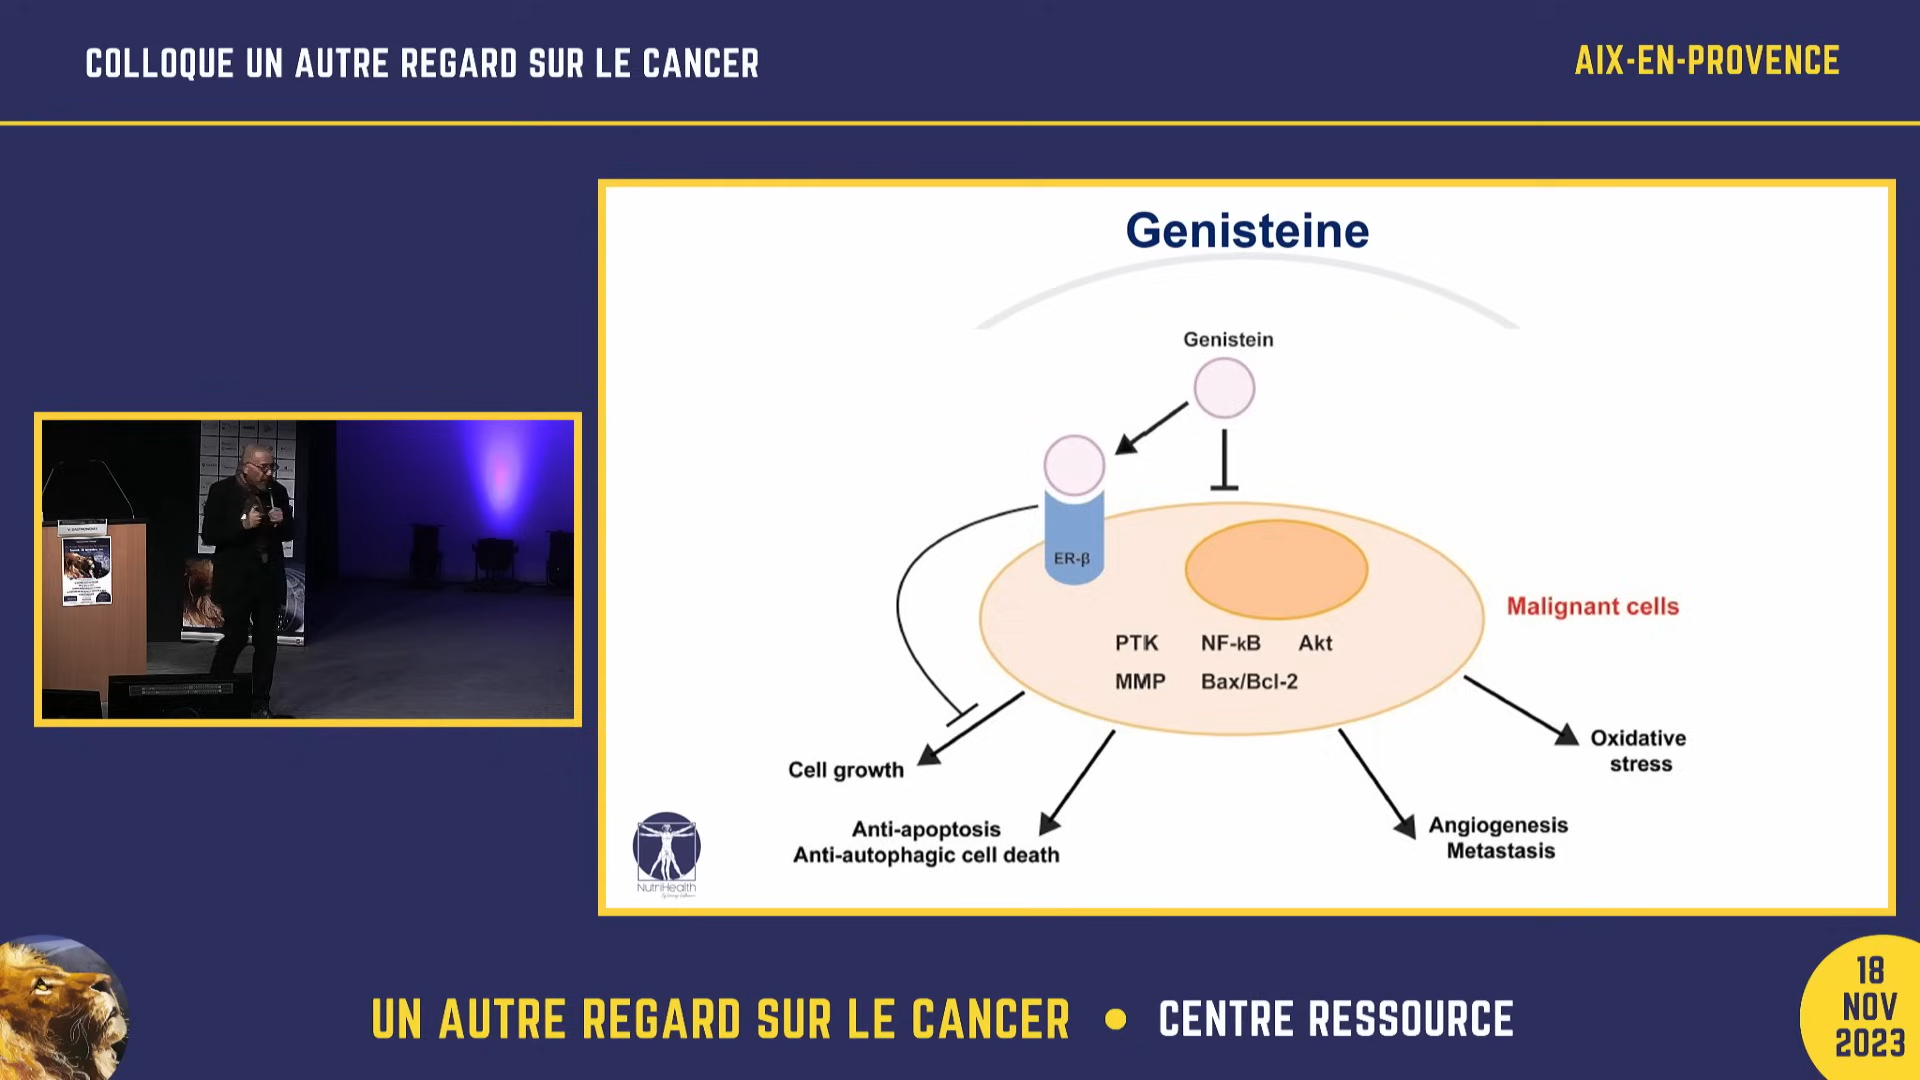 COLLOQUE UN AUTRE REGARD SUR LE CANCER
AIX-EN-PROVENCE
Genisteine
Genistein
ER-β
PTK NF-kB Akt
MMP Bax/Bcl-2
Malignant cells
Cell growth
Anti-apoptosis
Anti-autophagic cell death
Angiogenesis
Metastasis
Oxidative
stress
NutriHealth
UN AUTRE REGARD SUR LE CANCER • CENTRE RESSOURCE
18
NOV
2023